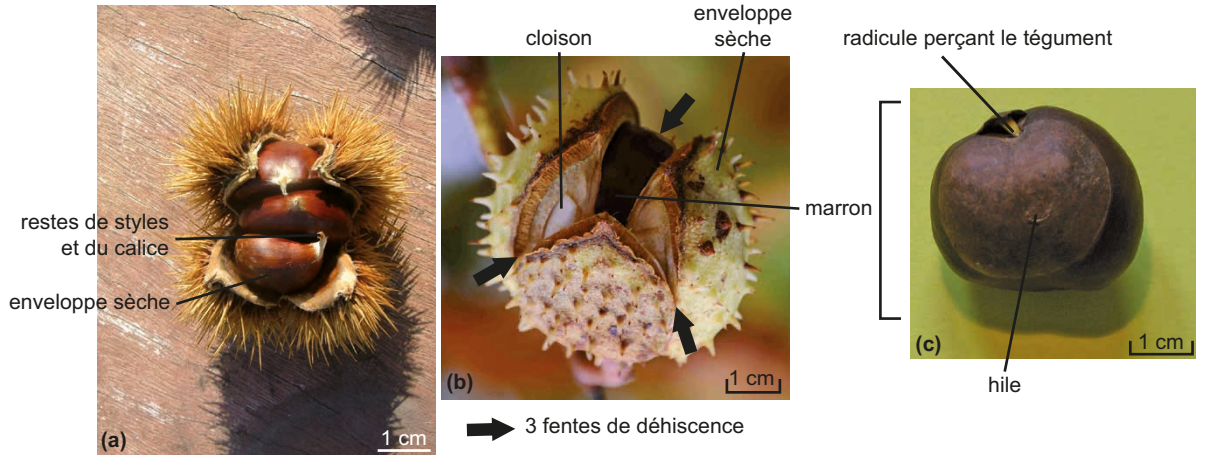 restes de styles
et du calice
enveloppe sèche
(a)
1 cm
cloison
enveloppe
sèche
marron
(b)
1 cm
3 fentes de déhiscence
radicule perçant le tégument
(c)
1 cm
hile